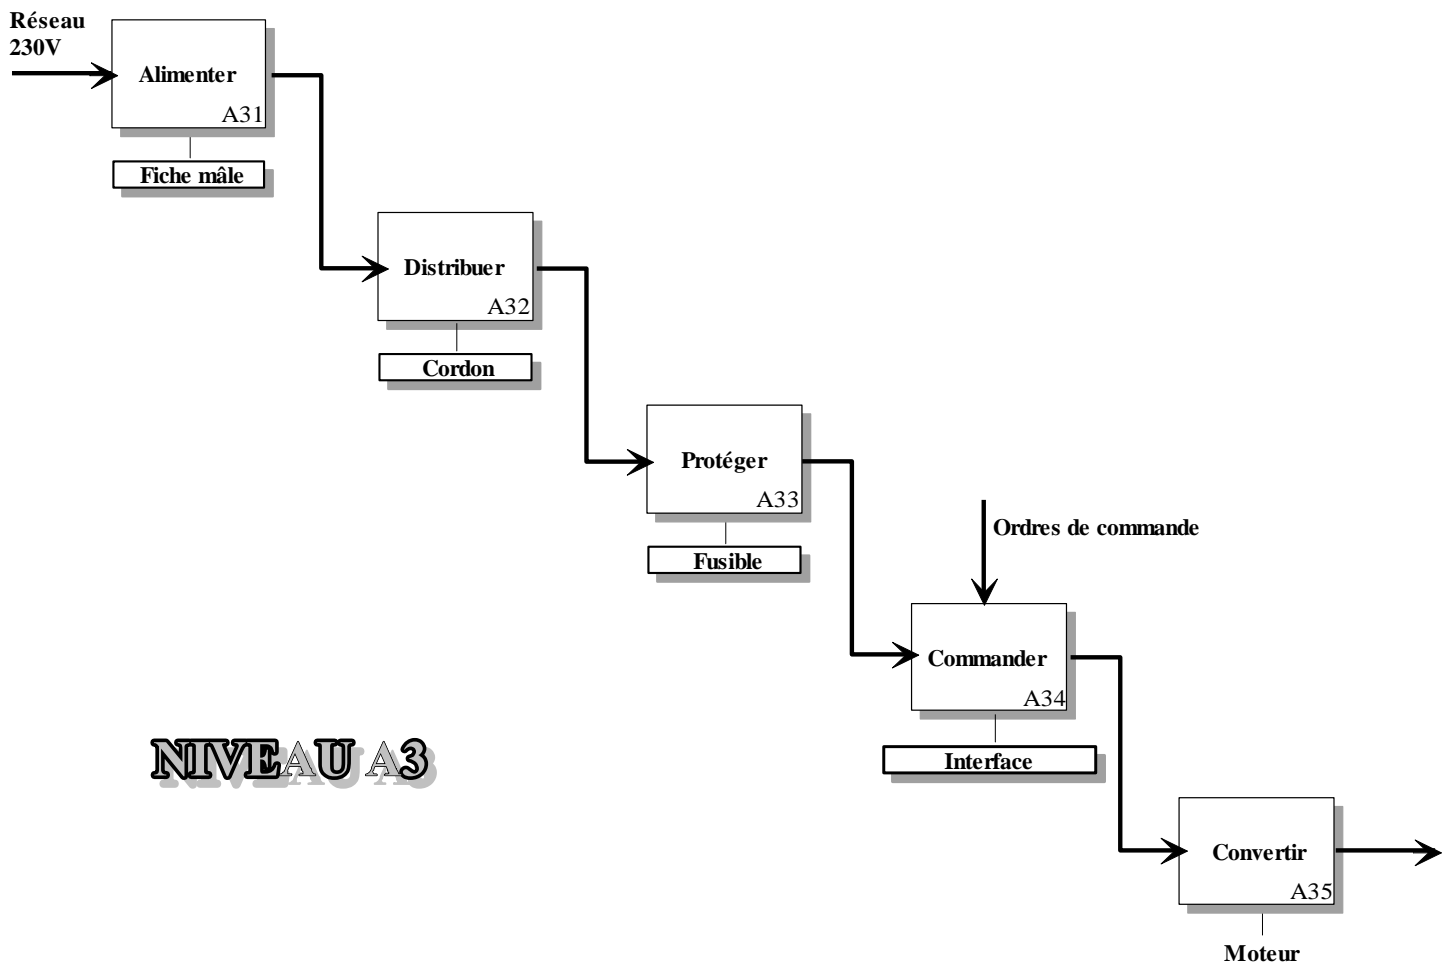 Réseau
230V
Alimenter
A31
Fiche mâle
Distribuer
A32
Cordon
Protéger
A33
Fusible
Ordres de commande
Commander
A34
Interface
NIVEAU A3
Convertir
A35
Moteur